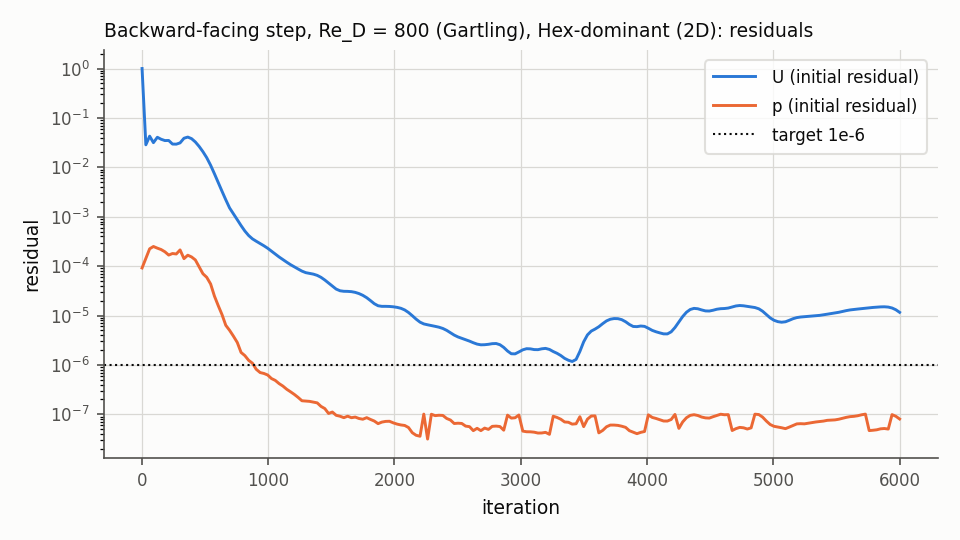 Backward-facing step, Re_D = 800 (Gartling), Hex-dominant (2D): residuals
U (initial residual)
p (initial residual)
target 1e-6
residual
10⁰
10⁻¹
10⁻²
10⁻³
10⁻⁴
10⁻⁵
10⁻⁶
10⁻⁷
0 1000 2000 3000 4000 5000 6000
iteration